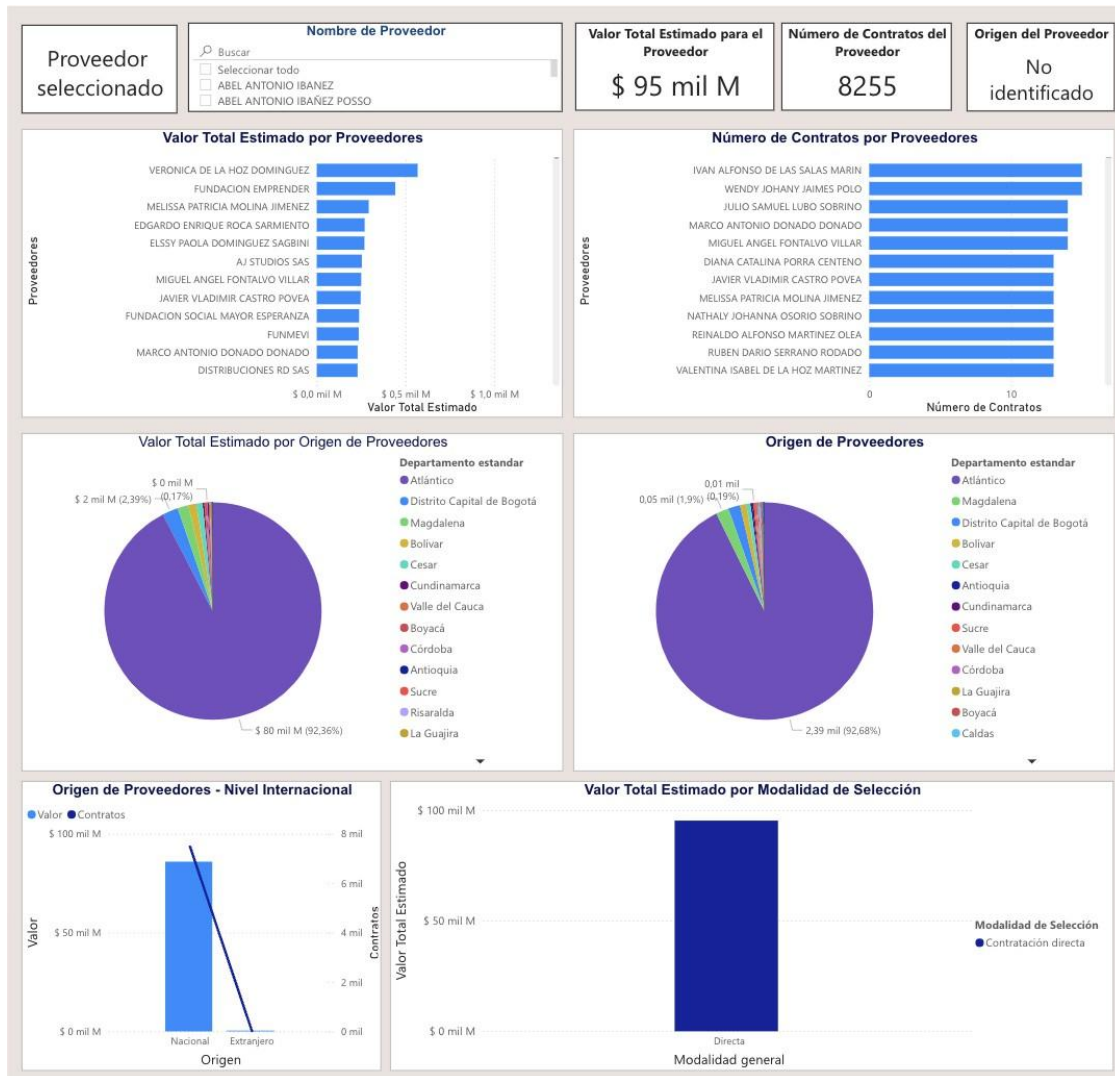 Proveedor
seleccionado
Nombre de Proveedor
Buscar
Seleccionar todo
ABEL ANTONIO IBANEZ
ABEL ANTONIO IBAÑEZ POSSO
Valor Total Estimado para el
Proveedor
$ 95 mil M
Número de Contratos del
Proveedor
8255
Origen del Proveedor
No
identificado
Valor Total Estimado por Proveedores
Proveedores
VERONICA DE LA HOZ DOMINGUEZ
FUNDACION EMPRENDER
MELISSA PATRICIA MOLINA JIMENEZ
EDGARDO ENRIQUE ROCA SARMIENTO
ELSSY PAOLA DOMINGUEZ SAGBINI
AJ STUDIOS SAS
MIGUEL ANGEL FONTALVO VILLAR
JAVIER VLADIMIR CASTRO POVEA
FUNDACION SOCIAL MAYOR ESPERANZA
FUNMEVI
MARCO ANTONIO DONADO DONADO
DISTRIBUCIONES RD SAS
$ 0,0 mil M $ 0,5 mil M $ 1,0 mil M
Valor Total Estimado
Número de Contratos por Proveedores
Proveedores
IVAN ALFONSO DE LAS SALAS MARIN
WENDY JOHANY JAIMES POLO
JULIO SAMUEL LUBO SOBRINO
MARCO ANTONIO DONADO DONADO
MIGUEL ANGEL FONTALVO VILLAR
DIANA CATALINA PORRA CENTENO
JAVIER VLADIMIR CASTRO POVEA
MELISSA PATRICIA MOLINA JIMENEZ
NATHALY JOHANNA OSORIO SOBRINO
REINALDO ALFONSO MARTINEZ OLEA
RUBEN DARIO SERRANO RODADO
VALENTINA ISABEL DE LA HOZ MARTINEZ
0 10
Número de Contratos
Valor Total Estimado por Origen de Proveedores
$ 0 mil M
(0,17%)
$ 2 mil M (2,39%)
$ 80 mil M (92,36%)
Departamento estandar
Atlántico
Distrito Capital de Bogotá
Magdalena
Bolívar
Cesar
Cundinamarca
Valle del Cauca
Boyacá
Córdoba
Antioquia
Sucre
Risaralda
La Guajira
Origen de Proveedores
0,01 mil
(0,19%)
0,05 mil (1,9%)
2,39 mil (92,68%)
Departamento estandar
Atlántico
Magdalena
Distrito Capital de Bogotá
Bolívar
Cesar
Antioquia
Cundinamarca
Sucre
Valle del Cauca
Córdoba
La Guajira
Boyacá
Caldas
Origen de Proveedores - Nivel Internacional
Valor Contratos
Valor
$ 100 mil M
$ 50 mil M
$ 0 mil M
8 mil
6 mil
4 mil
2 mil
0 mil
Contratos
Nacional Extranjero
Origen
Valor Total Estimado por Modalidad de Selección
Valor Total Estimado
$ 100 mil M
$ 50 mil M
$ 0 mil M
Directa
Modalidad general
Modalidad de Selección
Contratación directa